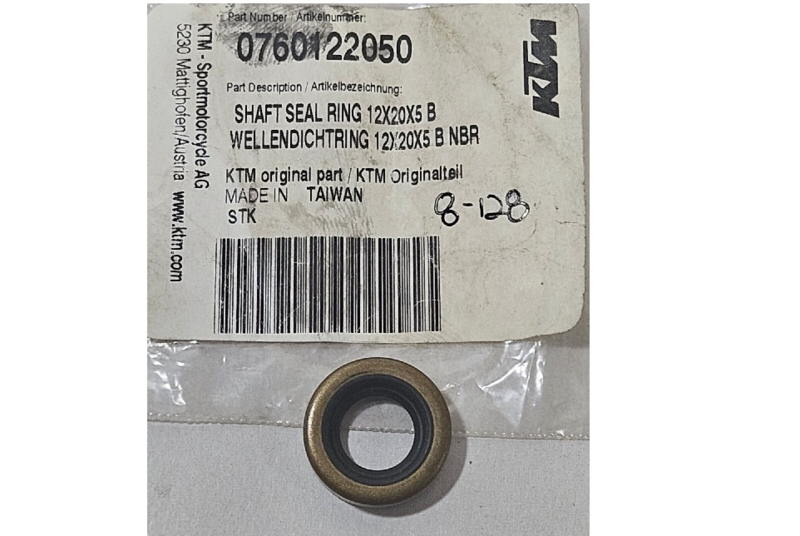 Part Number / Artikelnummer:
0760122050
Part Description / Artikelbezeichnung:
SHAFT SEAL RING 12X20X5 B
WELLENDICHTRING 12X20X5 B NBR
KTM original part / KTM Originalteil
MADE IN TAIWAN
STK
8-128
KTM
KTM - Sportmotorcycle AG
5230 Mattighofen/Austria www.ktm.com